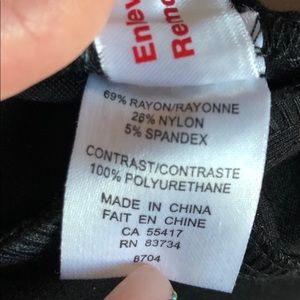 Enlev
Remo
69% RAYON/RAYONNE
26% NYLON
5% SPANDEX
CONTRAST/CONTRASTE
100% POLYURETHANE
MADE IN CHINA
FAIT EN CHINE
CA 55417
RN 83734
8704